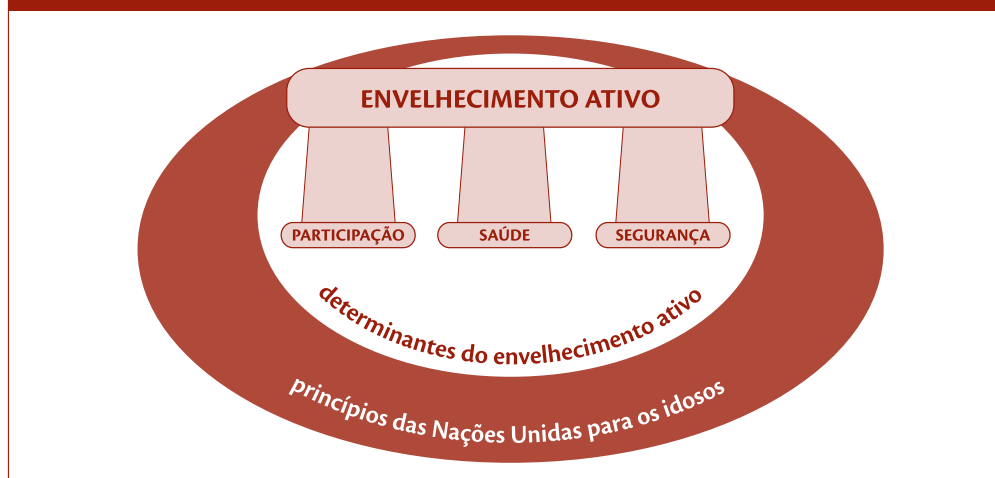 ENVELHECIMENTO ATIVO
PARTICIPAÇÃO
SAÚDE
SEGURANÇA
determinantes do envelhecimento ativo
princípios das Nações Unidas para os idosos